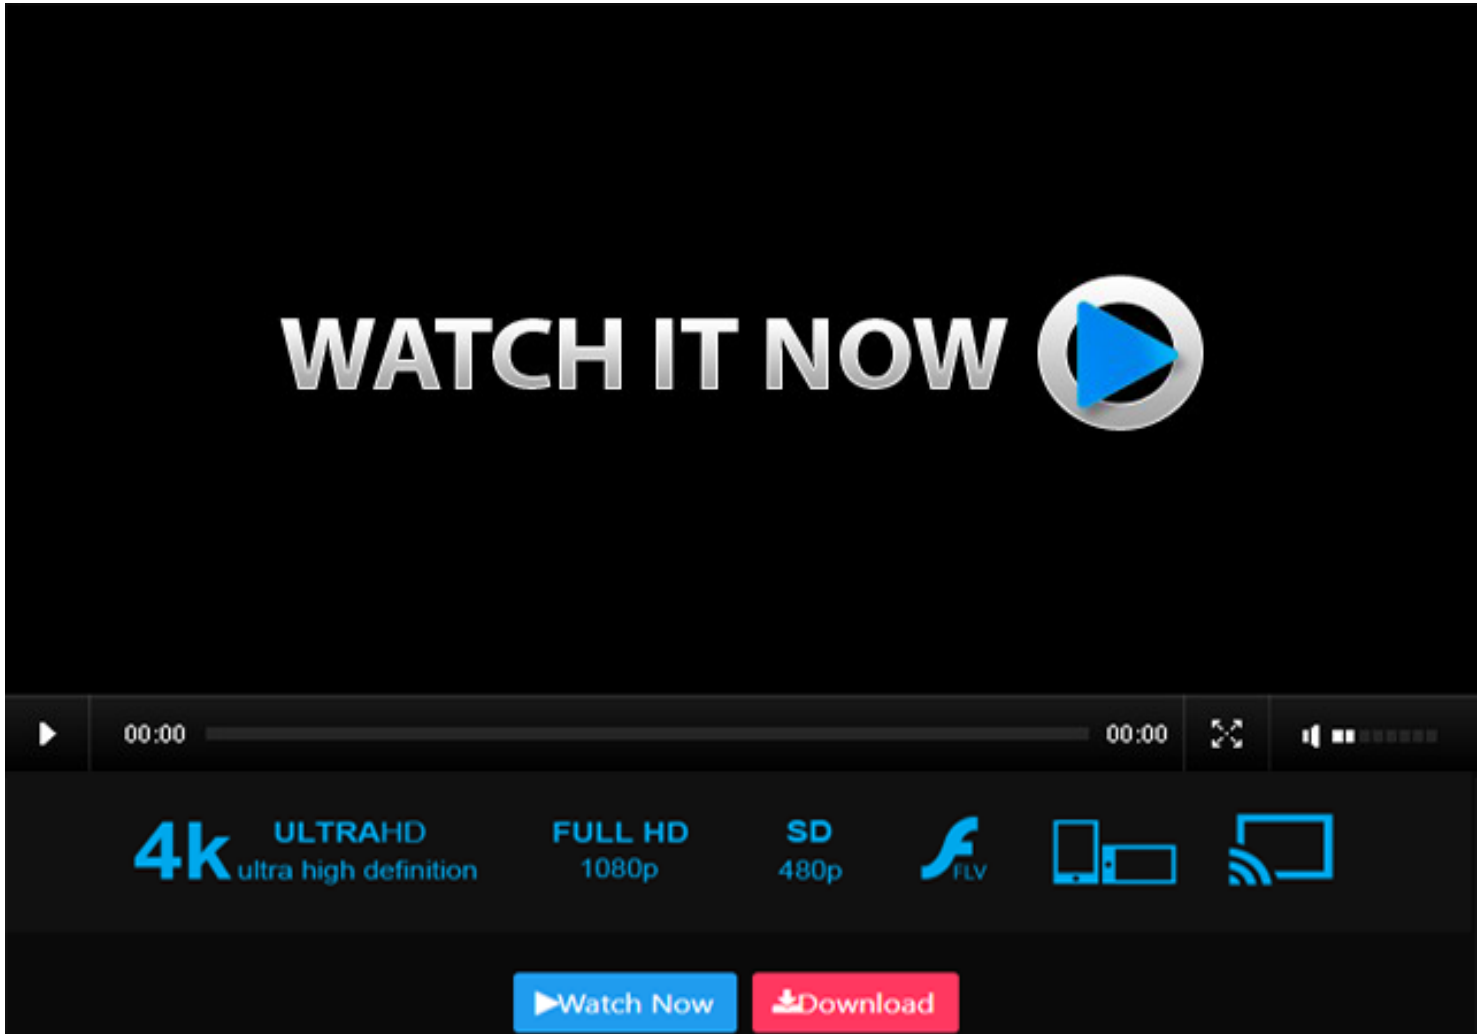 WATCH IT NOW
00:00 00:00
4k ULTRAHD FULL HD SD
ultra high definition 1080p 480p FLV
Watch Now Download